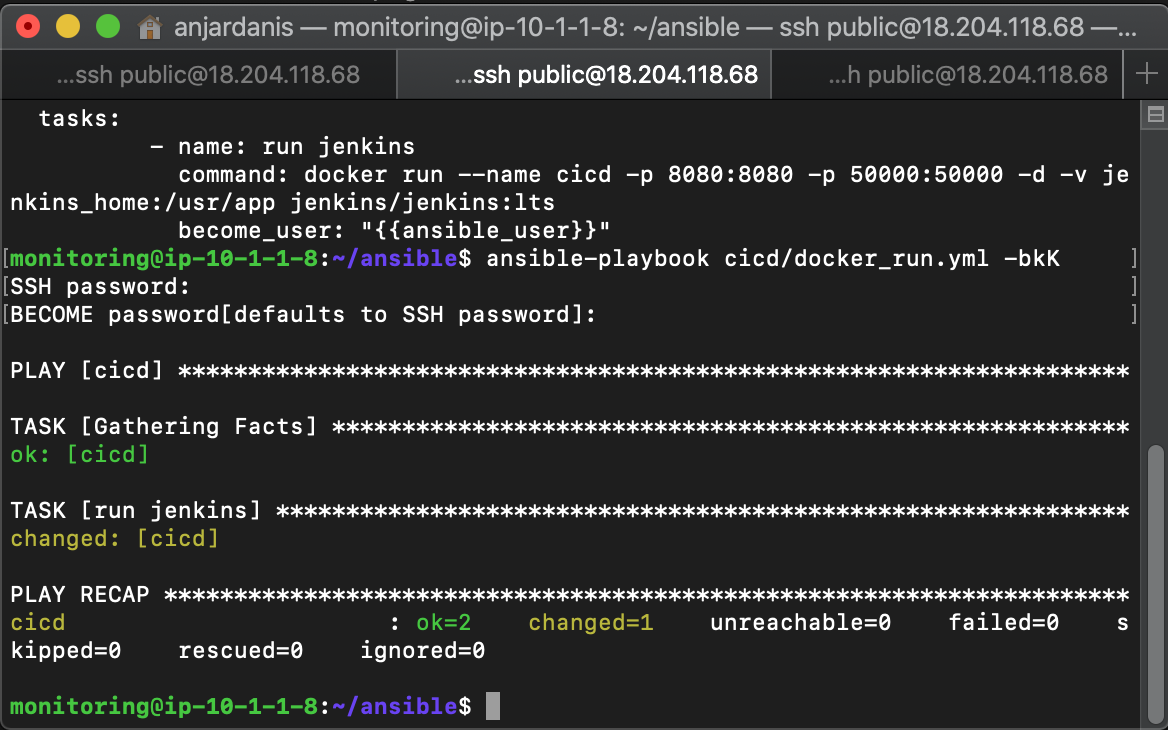 anjardanis — monitoring@ip-10-1-1-8: ~/ansible — ssh public@18.204.118.68 —...
...ssh public@18.204.118.68 ...ssh public@18.204.118.68 ...h public@18.204.118.68 +
tasks:
- name: run jenkins
command: docker run --name cicd -p 8080:8080 -p 50000:50000 -d -v je
nkins_home:/usr/app jenkins/jenkins:lts
become_user: "{{ansible_user}}"
[monitoring@ip-10-1-1-8:~/ansible$ ansible-playbook cicd/docker_run.yml -bkK ]
[SSH password: ]
[BECOME password[defaults to SSH password]: ]
PLAY [cicd] ********************************************************************
TASK [Gathering Facts] *********************************************************
ok: [cicd]
TASK [run jenkins] *************************************************************
changed: [cicd]
PLAY RECAP *********************************************************************
cicd : ok=2 changed=1 unreachable=0 failed=0 s
kipped=0 rescued=0 ignored=0
monitoring@ip-10-1-1-8:~/ansible$